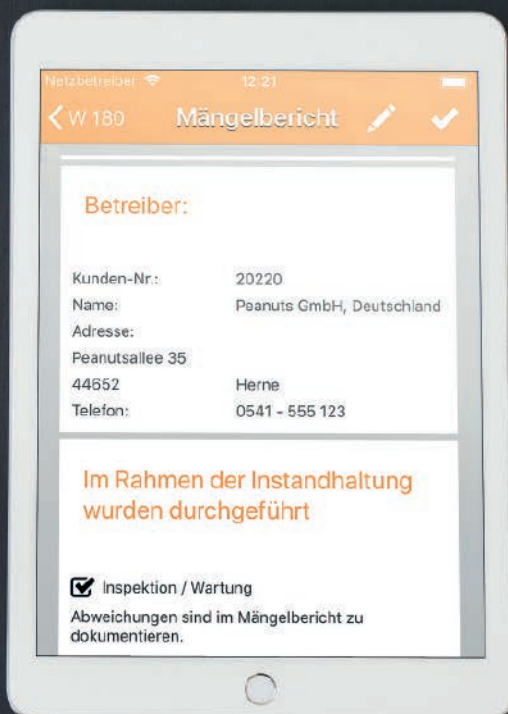 Netzbetreiber 12:21
W 180 Mängelbericht
Betreiber:
Kunden-Nr.: 20220
Name: Peanuts GmbH, Deutschland
Adresse:
Peanutsallee 35
44652 Herne
Telefon: 0541 - 555 123
Im Rahmen der Instandhaltung
wurden durchgeführt
Inspektion / Wartung
Abweichungen sind im Mängelbericht zu
dokumentieren.